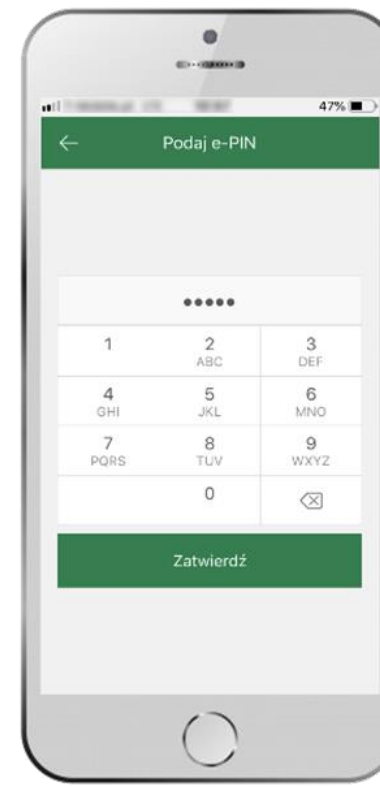 47%
Podaj e-PIN
•••••
1 2 3
ABC DEF
4 5 6
GHI JKL MNO
7 8 9
PQRS TUV WXYZ
0
Zatwierdź